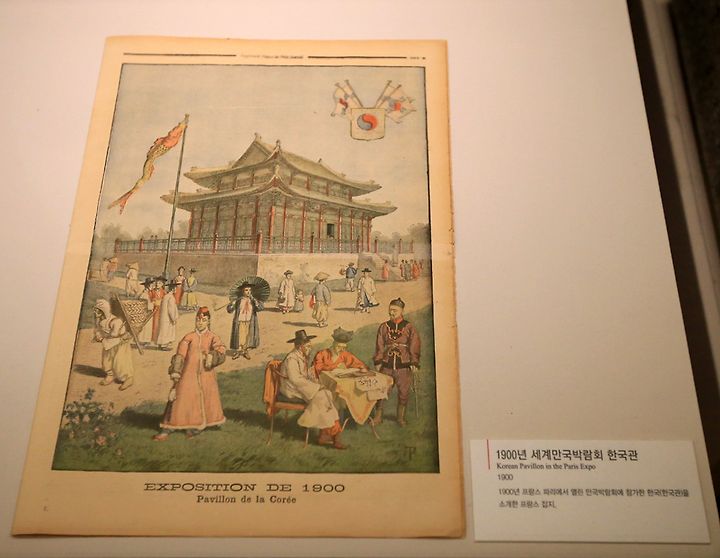 EXPOSITION DE 1900
Pavillon de la Corée
1900년 세계만국박람회 한국관
Korean Pavillon in the Paris Expo
1900
1900년 프랑스 파리에서 열린 만국박람회에 참가한 한국(한국관)을
소개한 프랑스 잡지.